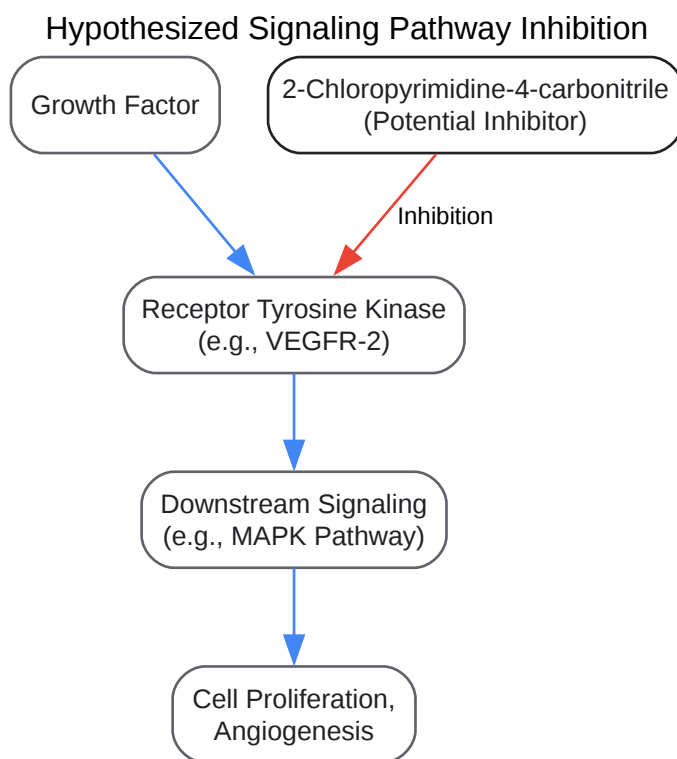 Hypothesized Signaling Pathway Inhibition
Growth Factor
2-Chloropyrimidine-4-carbonitrile
(Potential Inhibitor)
Inhibition
Receptor Tyrosine Kinase
(e.g., VEGFR-2)
Downstream Signaling
(e.g., MAPK Pathway)
Cell Proliferation,
Angiogenesis